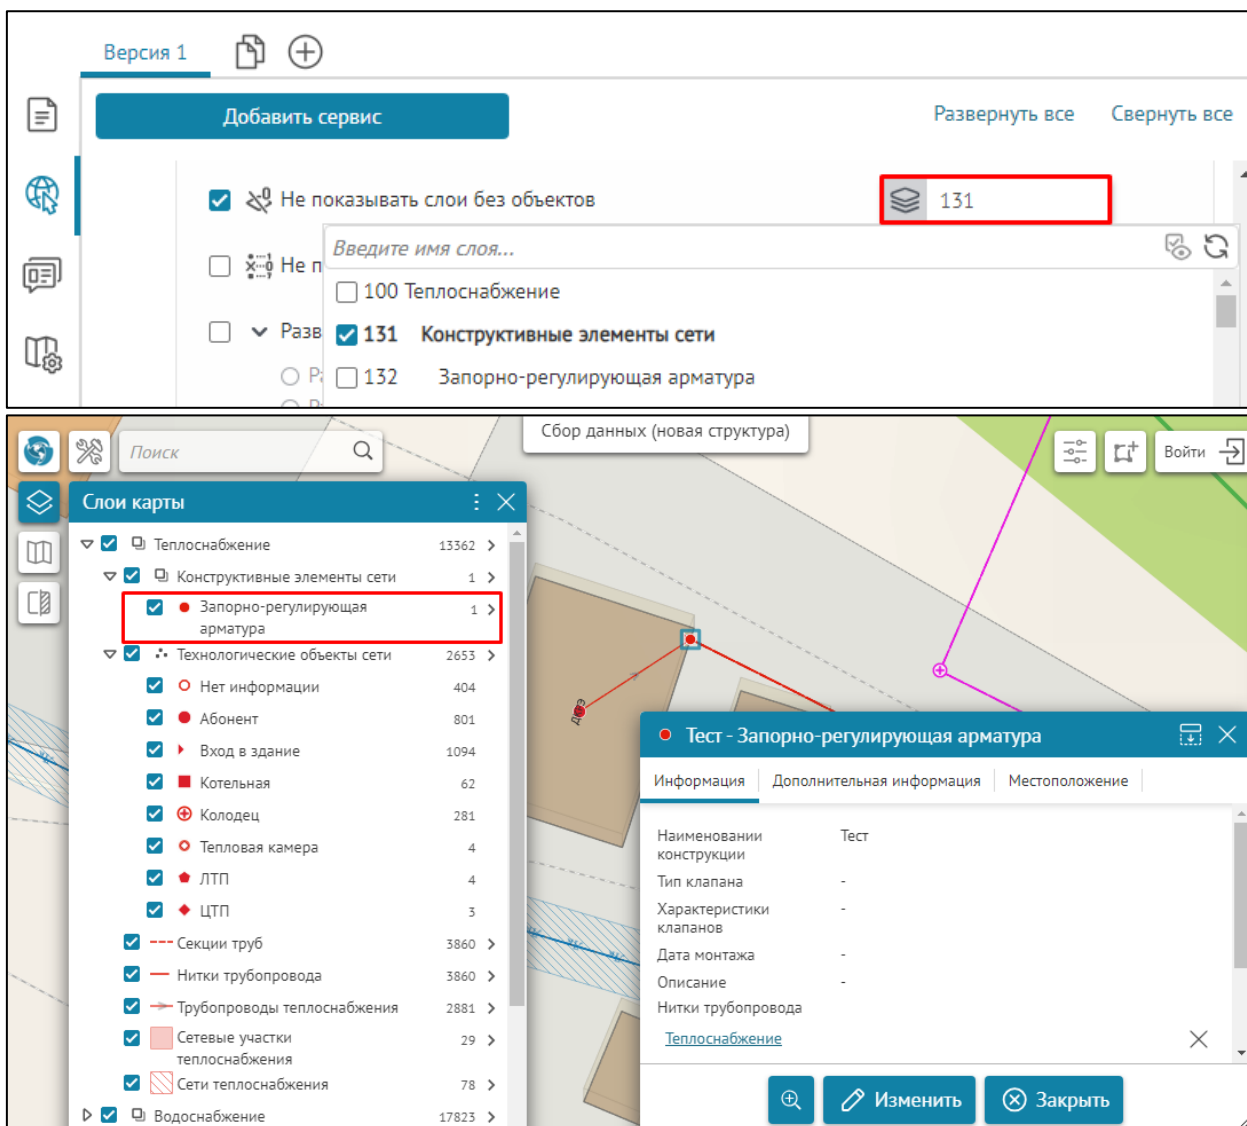 Версия 1
Добавить сервис
Развернуть все
Свернуть все
Не показывать слои без объектов
131
Введите имя слоя...
Не п
100 Теплоснабжение
Разв
131 Конструктивные элементы сети
132 Запорно-регулирующая арматура
Поиск
Сбор данных (новая структура)
Войти
Слои карты
Теплоснабжение 13362
Конструктивные элементы сети 1
Запорно-регулирующая 1
арматура
Технологические объекты сети 2653
Нет информации 404
Абонент 801
Вход в здание 1094
Котельная 62
Колодец 281
Тепловая камера 4
ЛТП 4
ЦТП 3
Секции труб 3860
Нитки трубопровода 3860
Трубопроводы теплоснабжения 2881
Сетевые участки 29
теплоснабжения
Сети теплоснабжения 78
Водоснабжение 17823
Тест - Запорно-регулирующая арматура
Информация
Дополнительная информация
Местоположение
Наименовании Тест
конструкции
Тип клапана -
Характеристики -
клапанов
Дата монтажа -
Описание -
Нитки трубопровода
Теплоснабжение
Изменить
Закрыть